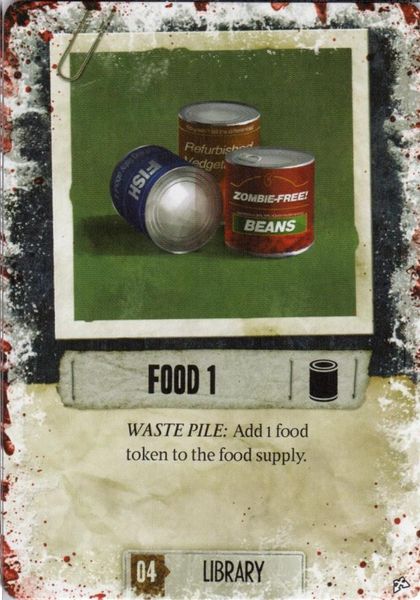 Refurbished
FISH
ZOMBIE-FREE!
BEANS
FOOD 1
WASTE PILE: Add 1 food
token to the food supply.
04 LIBRARY